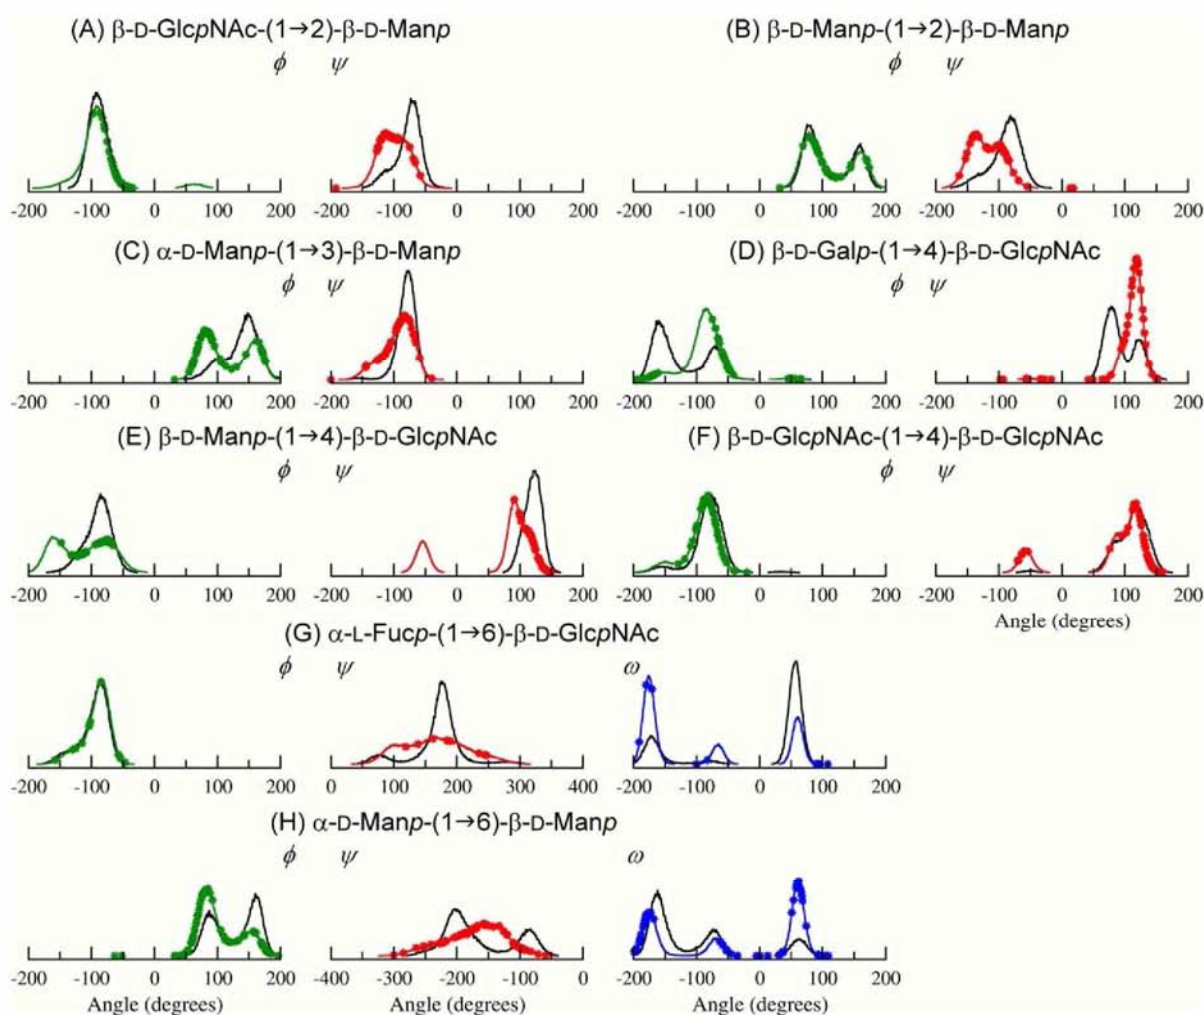 (A) β-D-GlcpNAc-(1→2)-β-D-Manp (B) β-D-Manp-(1→2)-β-D-Manp
ϕ ψ ϕ ψ
-200 -100 0 100 200 -200 -100 0 100 200 -200 -100 0 100 200 -200 -100 0 100 200
(C) α-D-Manp-(1→3)-β-D-Manp (D) β-D-Galp-(1→4)-β-D-GlcpNAc
ϕ ψ ϕ ψ
-200 -100 0 100 200 -200 -100 0 100 200 -200 -100 0 100 200 -200 -100 0 100 200
(E) β-D-Manp-(1→4)-β-D-GlcpNAc (F) β-D-GlcpNAc-(1→4)-β-D-GlcpNAc
ϕ ψ ϕ ψ
-200 -100 0 100 200 -200 -100 0 100 200 -200 -100 0 100 200 -200 -100 0 100 200
Angle (degrees)
(G) α-L-Fucp-(1→6)-β-D-GlcpNAc
ϕ ψ ω
-200 -100 0 100 200 0 100 200 300 400 -200 -100 0 100 200
(H) α-D-Manp-(1→6)-β-D-Manp
ϕ ψ ω
-200 -100 0 100 200 -400 -300 -200 -100 0 -200 -100 0 100 200
Angle (degrees) Angle (degrees) Angle (degrees)